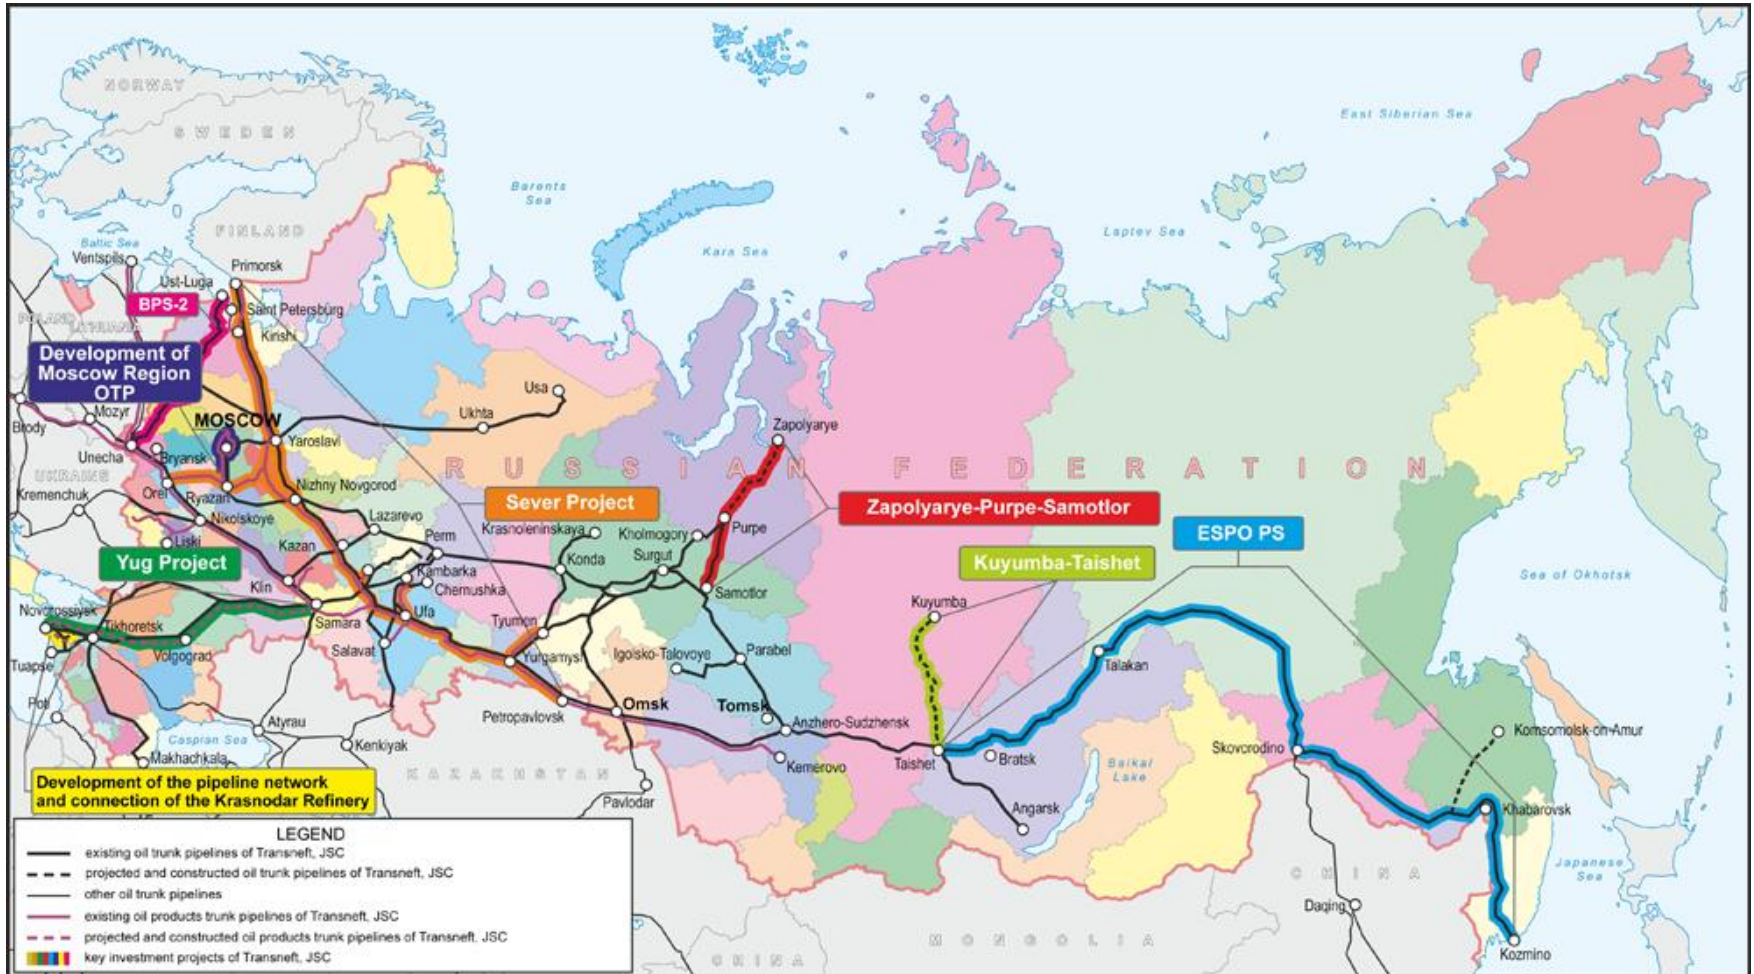 NORWAY
SWEDEN
FINLAND
Barents
Sea
Kara Sea
Laptev Sea
East Siberian Sea
Baltic Sea
Ventspils
Primorsk
Ust-Luga
BPS-2
Saint Petersburg
Kirishi
POLAND
LITHUANIA
Development of
Moscow Region
OTP
Usa
Ukhta
Mozyr
MOSCOW
Brody
Yaroslavl
Zapolyarye
Unecha
Bryansk
UKRAINE
RUSSIAN FEDERATION
Kremenchuk
Orel
Ryazan
Nizhny Novgorod
Sever Project
Zapolyarye-Purpe-Samotlor
Nikolskoye
Lazarevo
Krasnoleninskaya
Kholmogory
Purpe
ESPO PS
Liski
Kazan
Perm
Surgut
Yug Project
Konda
Kuyumba-Taishet
Kambarka
Klin
Chernushka
Samotlor
Sea of Okhotsk
Kuyumba
Novorossiysk
Tikhoretsk
Samara
Ufa
Tyumen
Volgograd
Salavat
Yurgamysh
Igolsko-Talovoye
Parabel
Talakan
Tuapse
Poti
Petropavlovsk
Omsk
Tomsk
Anzhero-Sudzhensk
Atyrau
Caspian Sea
Kenkiyak
Makhachkala
Kemerovo
Taishet
Bratsk
Baikal
Lake
Skovorodino
Komsomolsk-on-Amur
KAZAKHSTAN
Development of the pipeline network
and connection of the Krasnodar Refinery
Pavlodar
Angarsk
Khabarovsk
LEGEND
existing oil trunk pipelines of Transneft, JSC
projected and constructed oil trunk pipelines of Transneft, JSC
other oil trunk pipelines
existing oil products trunk pipelines of Transneft, JSC
projected and constructed oil products trunk pipelines of Transneft, JSC
key investment projects of Transneft, JSC
CHINA
Japanese
Sea
Daqing
MONGOLIA
CHINA
Kozmino